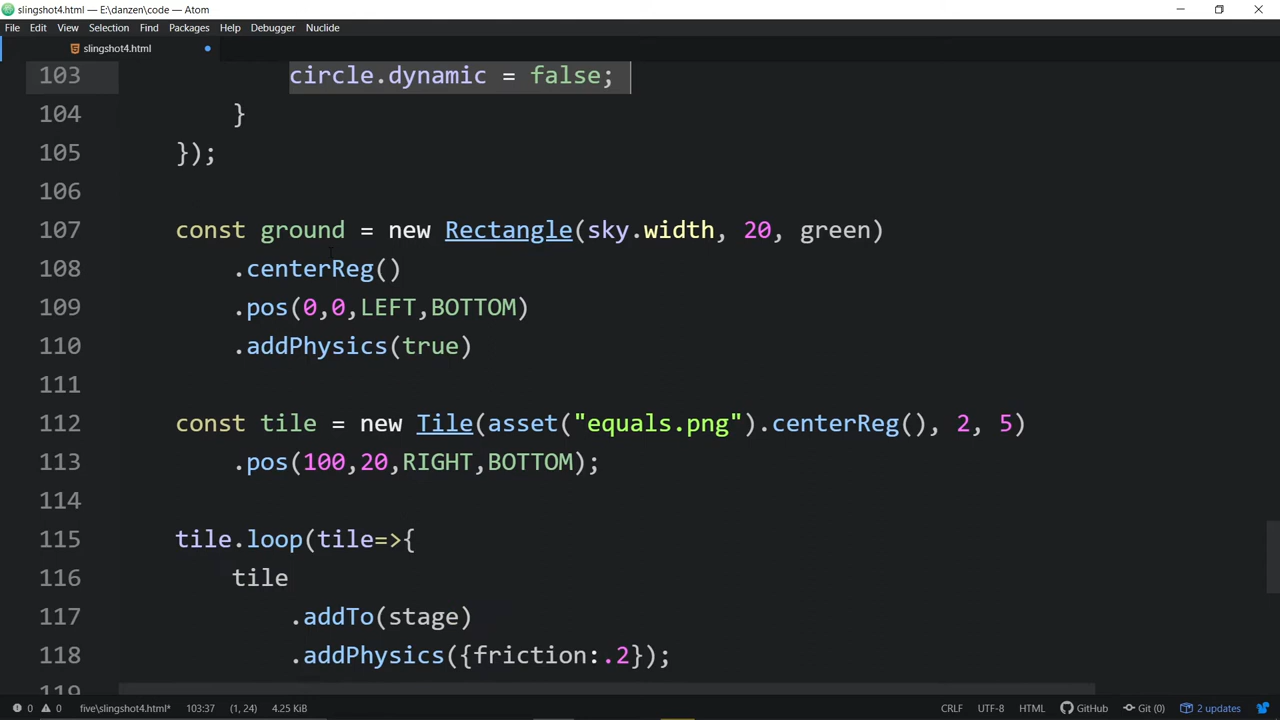 slingshot4.html — E:\danzen\code — Atom
File Edit View Selection Find Packages Help Debugger Nuclide
slingshot4.html
103 circle.dynamic = false;
104 }
105 });
106
107 const ground = new Rectangle(sky.width, 20, green)
108 .centerReg()
109 .pos(0,0,LEFT,BOTTOM)
110 .addPhysics(true)
111
112 const tile = new Tile(asset("equals.png").centerReg(), 2, 5)
113 .pos(100,20,RIGHT,BOTTOM);
114
115 tile.loop(tile=>{
116 tile
117 .addTo(stage)
118 .addPhysics({friction:.2});
119
0 0 five\slingshot4.html* 103:37 (1, 24) 4.25 KiB CRLF UTF-8 HTML GitHub Git (0) 2 updates